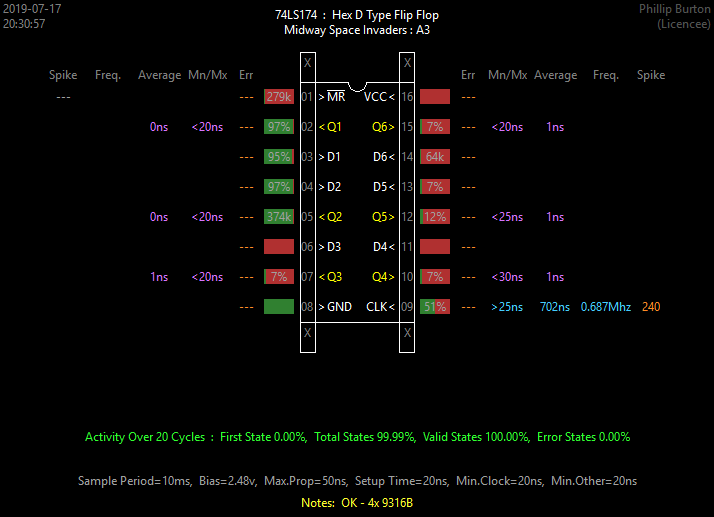 2019-07-17 74LS174 : Hex D Type Flip Flop Phillip Burton
20:30:57 Midway Space Invaders : A3 (Licencee)
X X
Spike Freq. Average Mn/Mx Err Err Mn/Mx Average Freq. Spike
--- --- 279k 01 >MR VCC< 16 ---
0ns <20ns --- 97% 02 <Q1 Q6> 15 7% --- <20ns 1ns
--- 95% 03 >D1 D6< 14 64k ---
--- 97% 04 >D2 D5< 13 7% ---
0ns <20ns --- 374k 05 <Q2 Q5> 12 12% --- <25ns 1ns
--- 06 >D3 D4< 11 ---
1ns <20ns --- 7% 07 <Q3 Q4> 10 7% --- <30ns 1ns
--- 08 >GND CLK< 09 51% --- >25ns 702ns 0.687Mhz 240
X X
Activity Over 20 Cycles : First State 0.00%, Total States 99.99%, Valid States 100.00%, Error States 0.00%
Sample Period=10ms, Bias=2.48v, Max.Prop=50ns, Setup Time=20ns, Min.Clock=20ns, Min.Other=20ns
Notes: OK - 4x 9316B